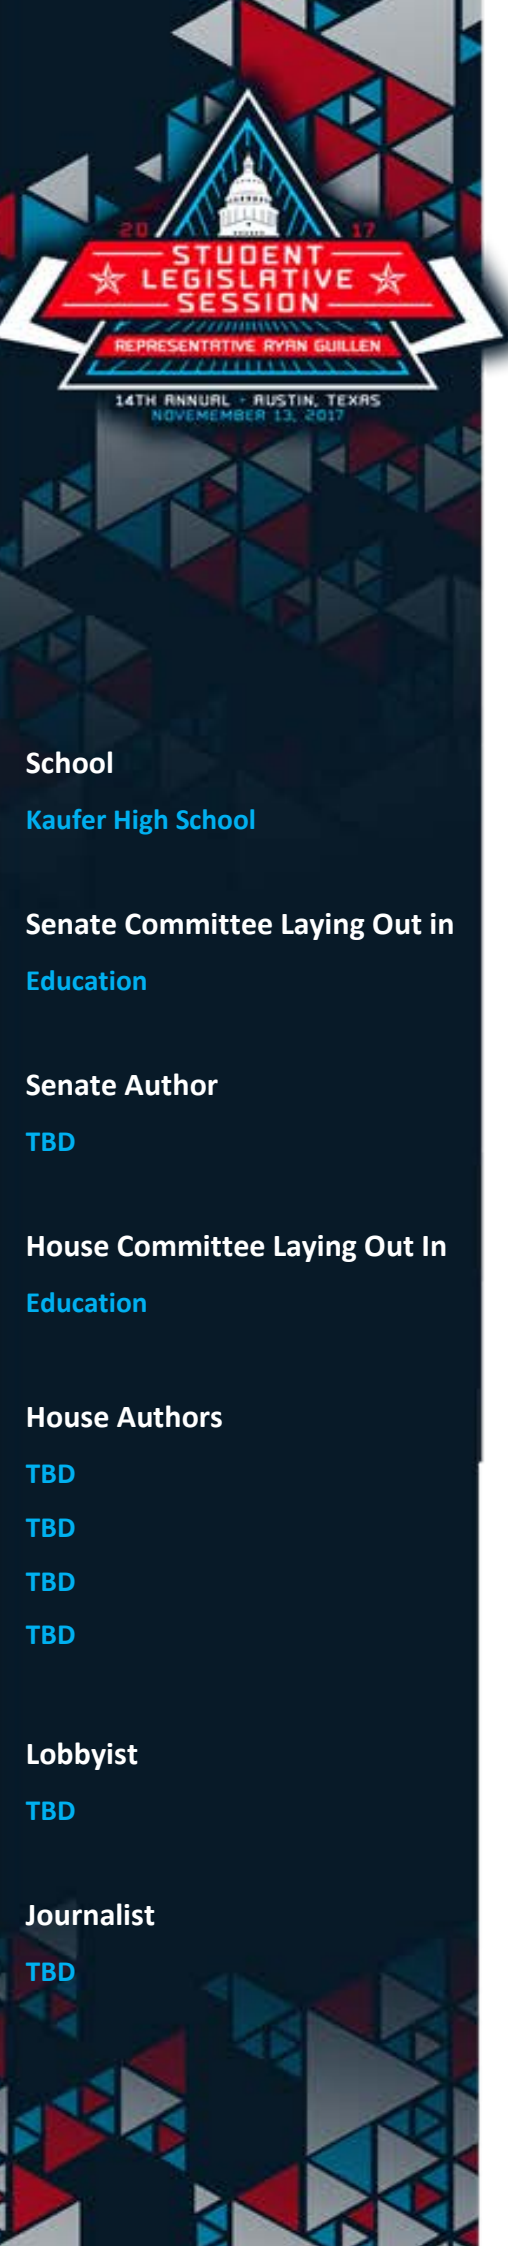 20 17
STUDENT
LEGISLATIVE
SESSION
REPRESENTATIVE RYAN GUILLEN
14TH ANNUAL - AUSTIN, TEXAS
NOVEMEMBER 13, 2017
School
Kaufer High School
Senate Committee Laying Out in
Education
Senate Author
TBD
House Committee Laying Out In
Education
House Authors
TBD
TBD
TBD
TBD
Lobbyist
TBD
Journalist
TBD